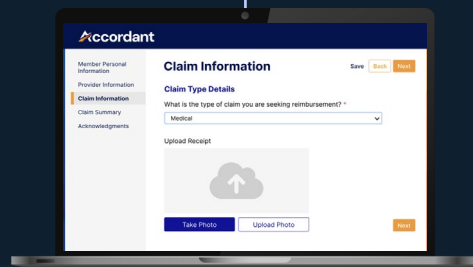 Accordant
Member Personal
Information
Provider Information
Claim Information
Claim Summary
Acknowledgments
Claim Information
Save Back Next
Claim Type Details
What is the type of claim you are seeking reimbursement? *
Medical
Upload Receipt
Take Photo Upload Photo
Next